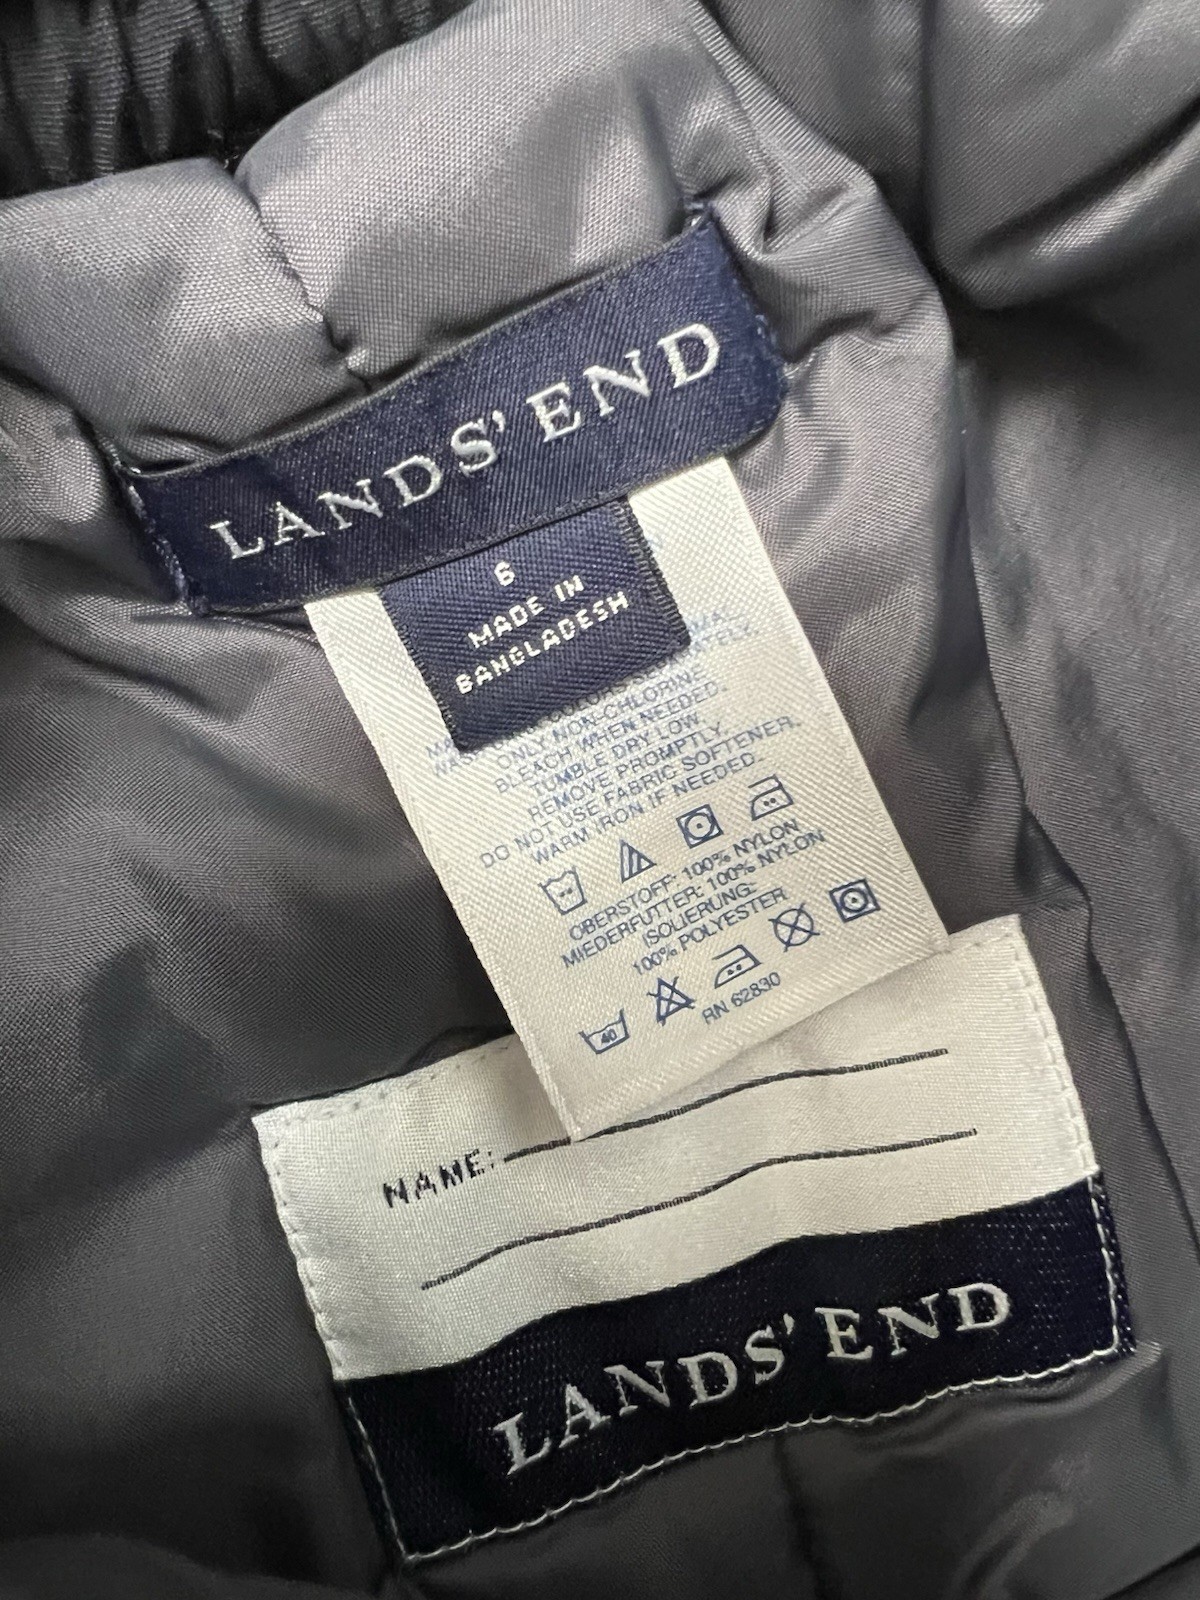 LANDS' END
6
MADE IN
BANGLADESH
ONLY NON-CHLORINE
BLEACH WHEN NEEDED.
TUMBLE DRY LOW.
REMOVE PROMPTLY.
DO NOT USE FABRIC SOFTENER.
WARM IRON IF NEEDED.
OBERSTOFF: 100% NYLON
MIEDERFUTTER: 100% NYLON
ISOLIERUNG:
100% POLYESTER
40
RN 62830
NAME:
LANDS' END